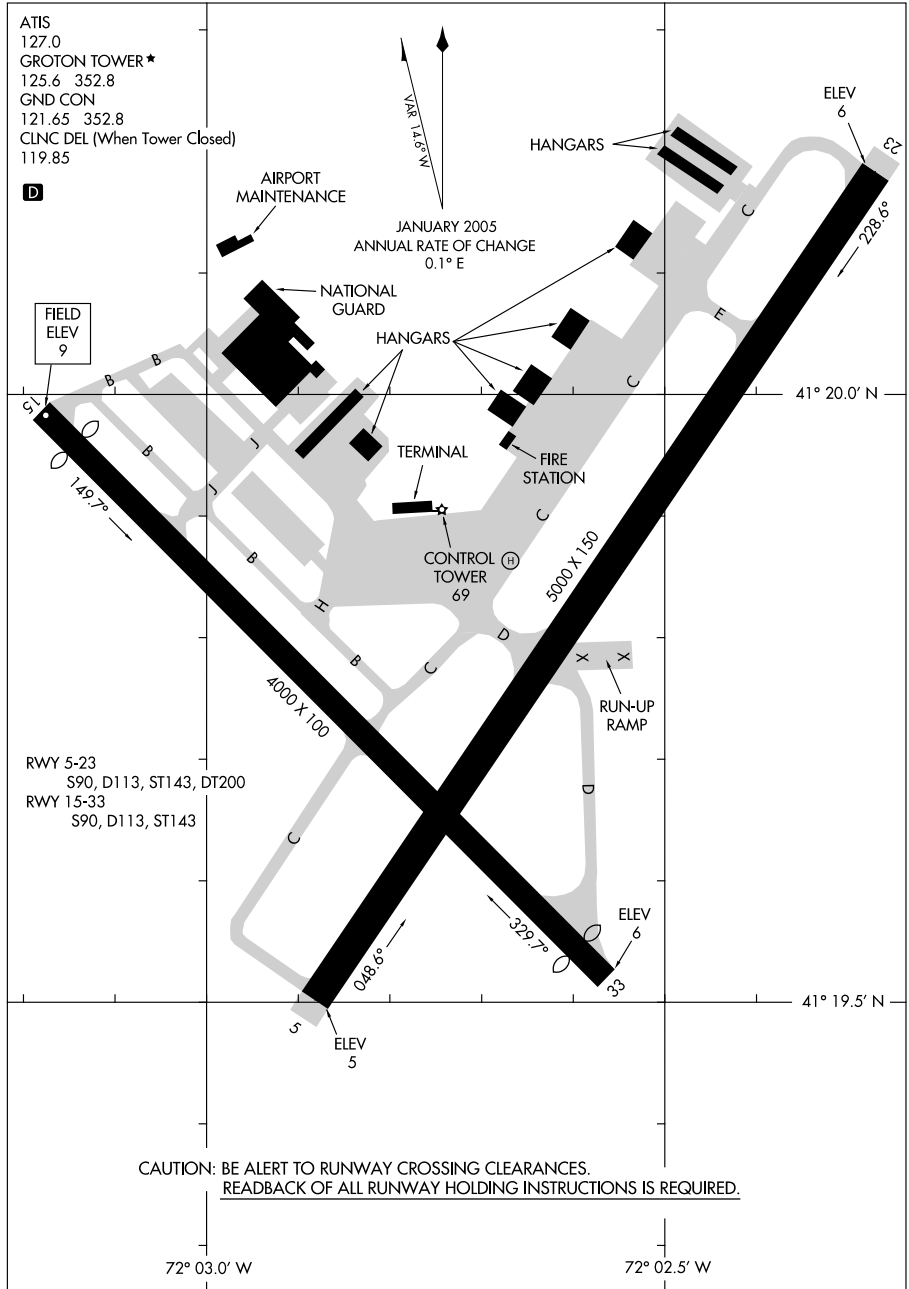 ATIS
127.0
GROTON TOWER ★
125.6 352.8
GND CON
121.65 352.8
CLNC DEL (When Tower Closed)
119.85
D
VAR 14.6° W
JANUARY 2005
ANNUAL RATE OF CHANGE
0.1° E
HANGARS
ELEV
6
23
228.6°
AIRPORT
MAINTENANCE
NATIONAL
GUARD
HANGARS
FIELD
ELEV
9
15
149.7°
41° 20.0' N
TERMINAL
FIRE
STATION
CONTROL
TOWER
69
H
5000 X 150
4000 X 100
C
E
C
C
B
B
B
J
J
B
H
B
C
D
X X
RUN-UP
RAMP
D
C
RWY 5-23
S90, D113, ST143, DT200
RWY 15-33
S90, D113, ST143
048.6°
329.7°
ELEV
6
33
41° 19.5' N
5
ELEV
5
CAUTION: BE ALERT TO RUNWAY CROSSING CLEARANCES.
READBACK OF ALL RUNWAY HOLDING INSTRUCTIONS IS REQUIRED.
72° 03.0' W
72° 02.5' W